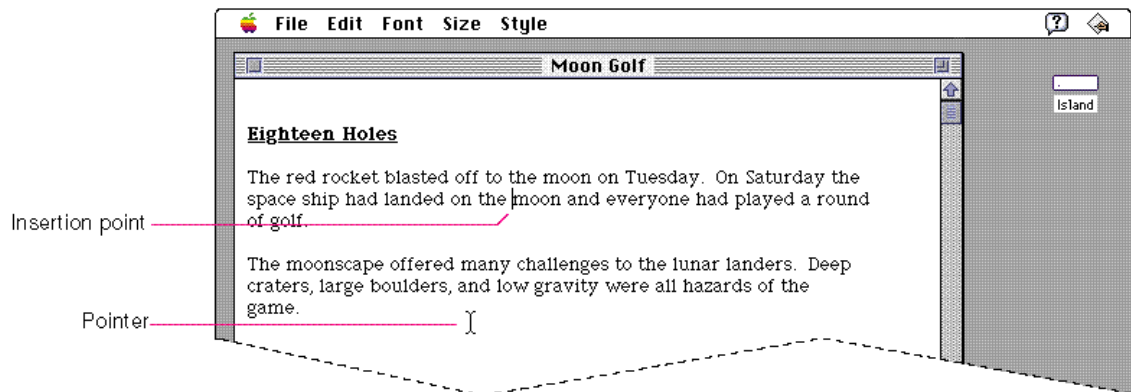 File Edit Font Size Style
Moon Golf
Island
Eighteen Holes
The red rocket blasted off to the moon on Tuesday. On Saturday the
space ship had landed on the moon and everyone had played a round
of golf.
Insertion point
The moonscape offered many challenges to the lunar landers. Deep
craters, large boulders, and low gravity were all hazards of the
game.
Pointer